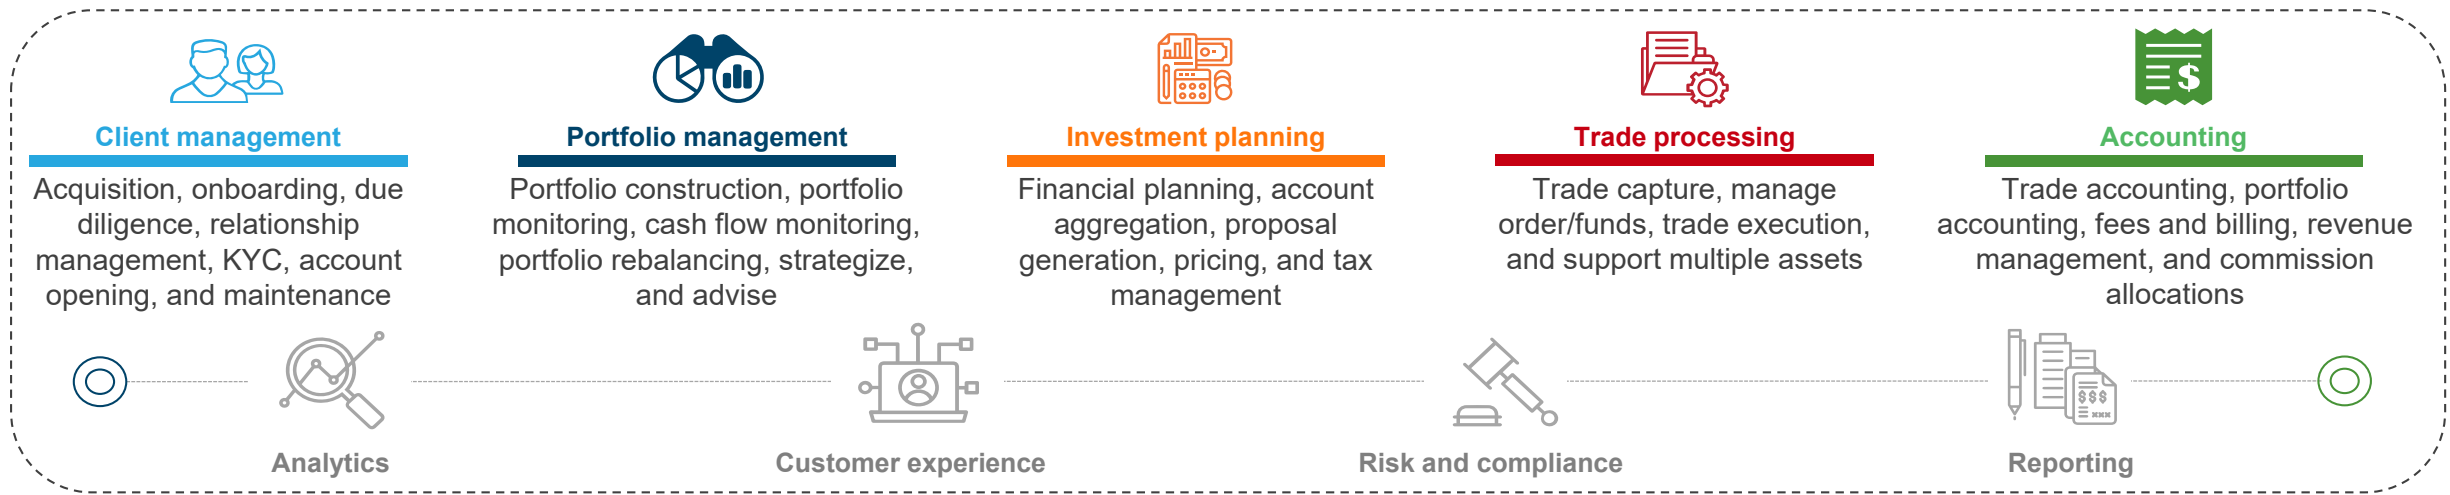 Client management
Acquisition, onboarding, due
diligence, relationship
management, KYC, account
opening, and maintenance
Portfolio management
Portfolio construction, portfolio
monitoring, cash flow monitoring,
portfolio rebalancing, strategize,
and advise
Investment planning
Financial planning, account
aggregation, proposal
generation, pricing, and tax
management
Trade processing
Trade capture, manage
order/funds, trade execution,
and support multiple assets
$
Accounting
Trade accounting, portfolio
accounting, fees and billing, revenue
management, and commission
allocations
Analytics
Customer experience
Risk and compliance
$$$
xxx
Reporting